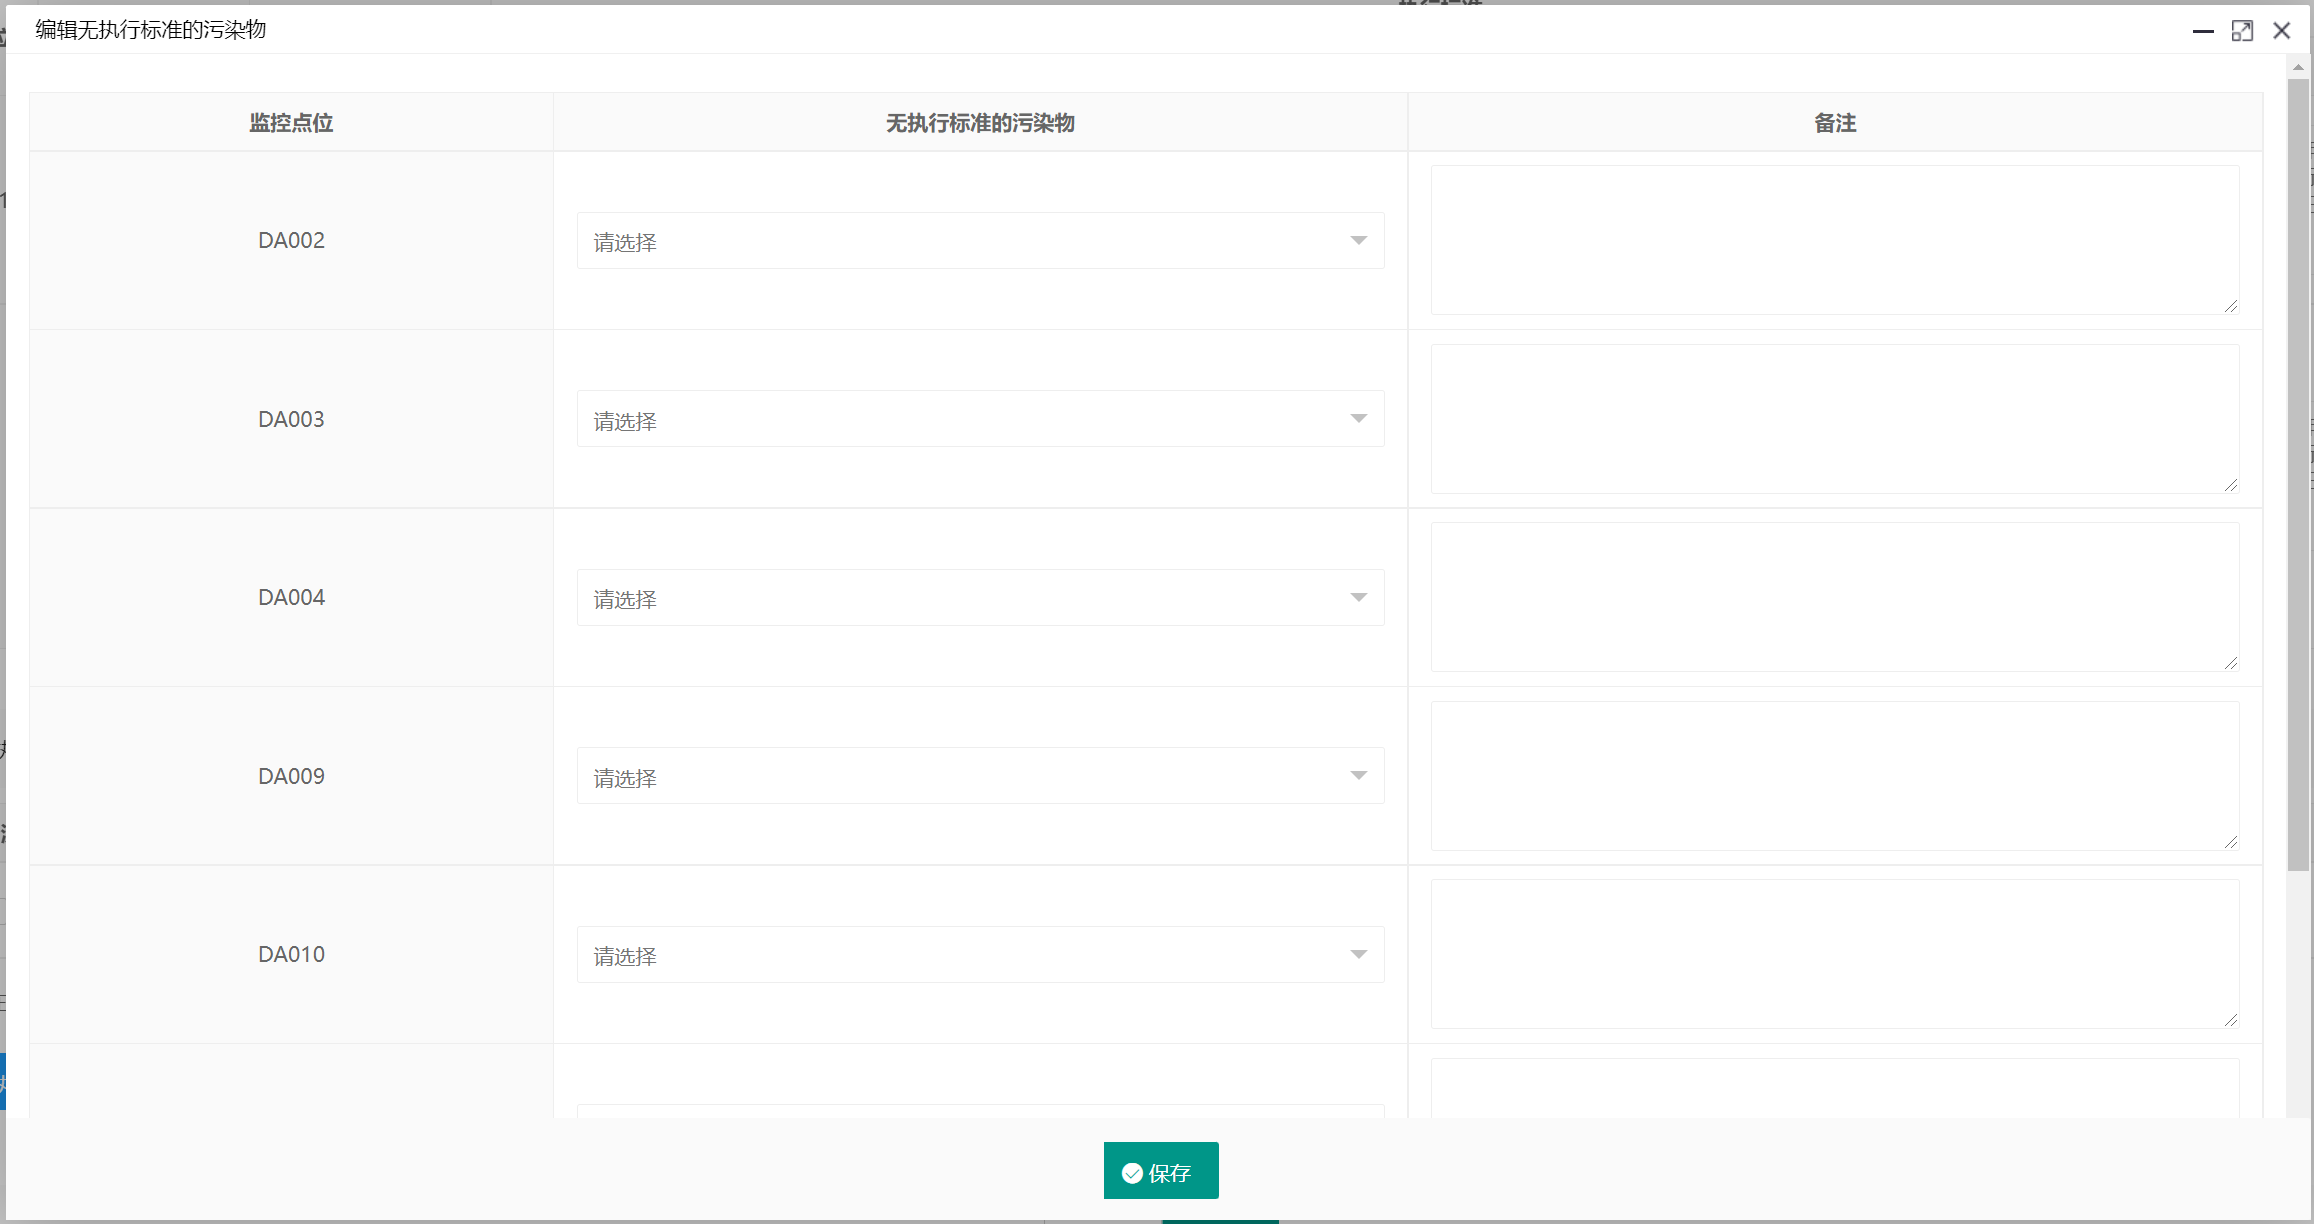 编辑无执行标准的污染物
监控点位 无执行标准的污染物 备注
DA002 请选择
DA003 请选择
DA004 请选择
DA009 请选择
DA010 请选择
保存